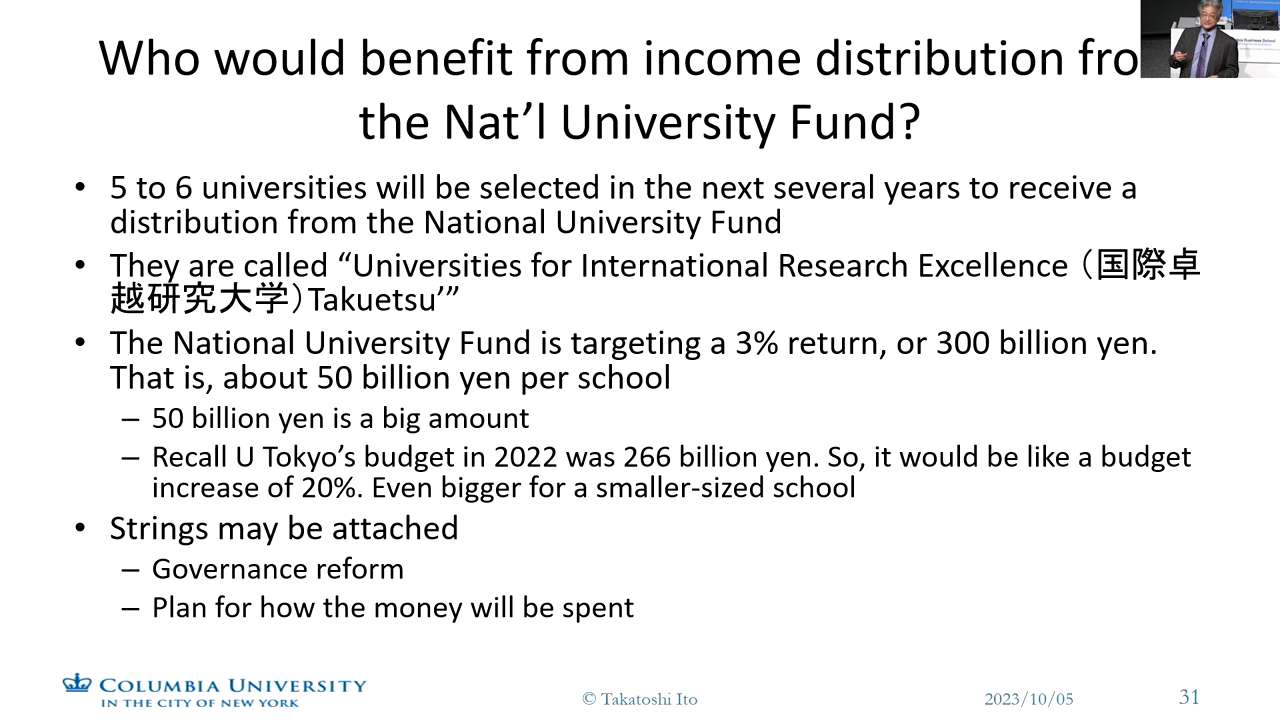 Who would benefit from income distribution fro
the Nat’l University Fund?
• 5 to 6 universities will be selected in the next several years to receive a
distribution from the National University Fund
• They are called “Universities for International Research Excellence（国際卓
越研究大学）Takuetsu’”
• The National University Fund is targeting a 3% return, or 300 billion yen.
That is, about 50 billion yen per school
– 50 billion yen is a big amount
– Recall U Tokyo’s budget in 2022 was 266 billion yen. So, it would be like a budget
increase of 20%. Even bigger for a smaller-sized school
• Strings may be attached
– Governance reform
– Plan for how the money will be spent
COLUMBIA UNIVERSITY
IN THE CITY OF NEW YORK
© Takatoshi Ito
2023/10/05
31